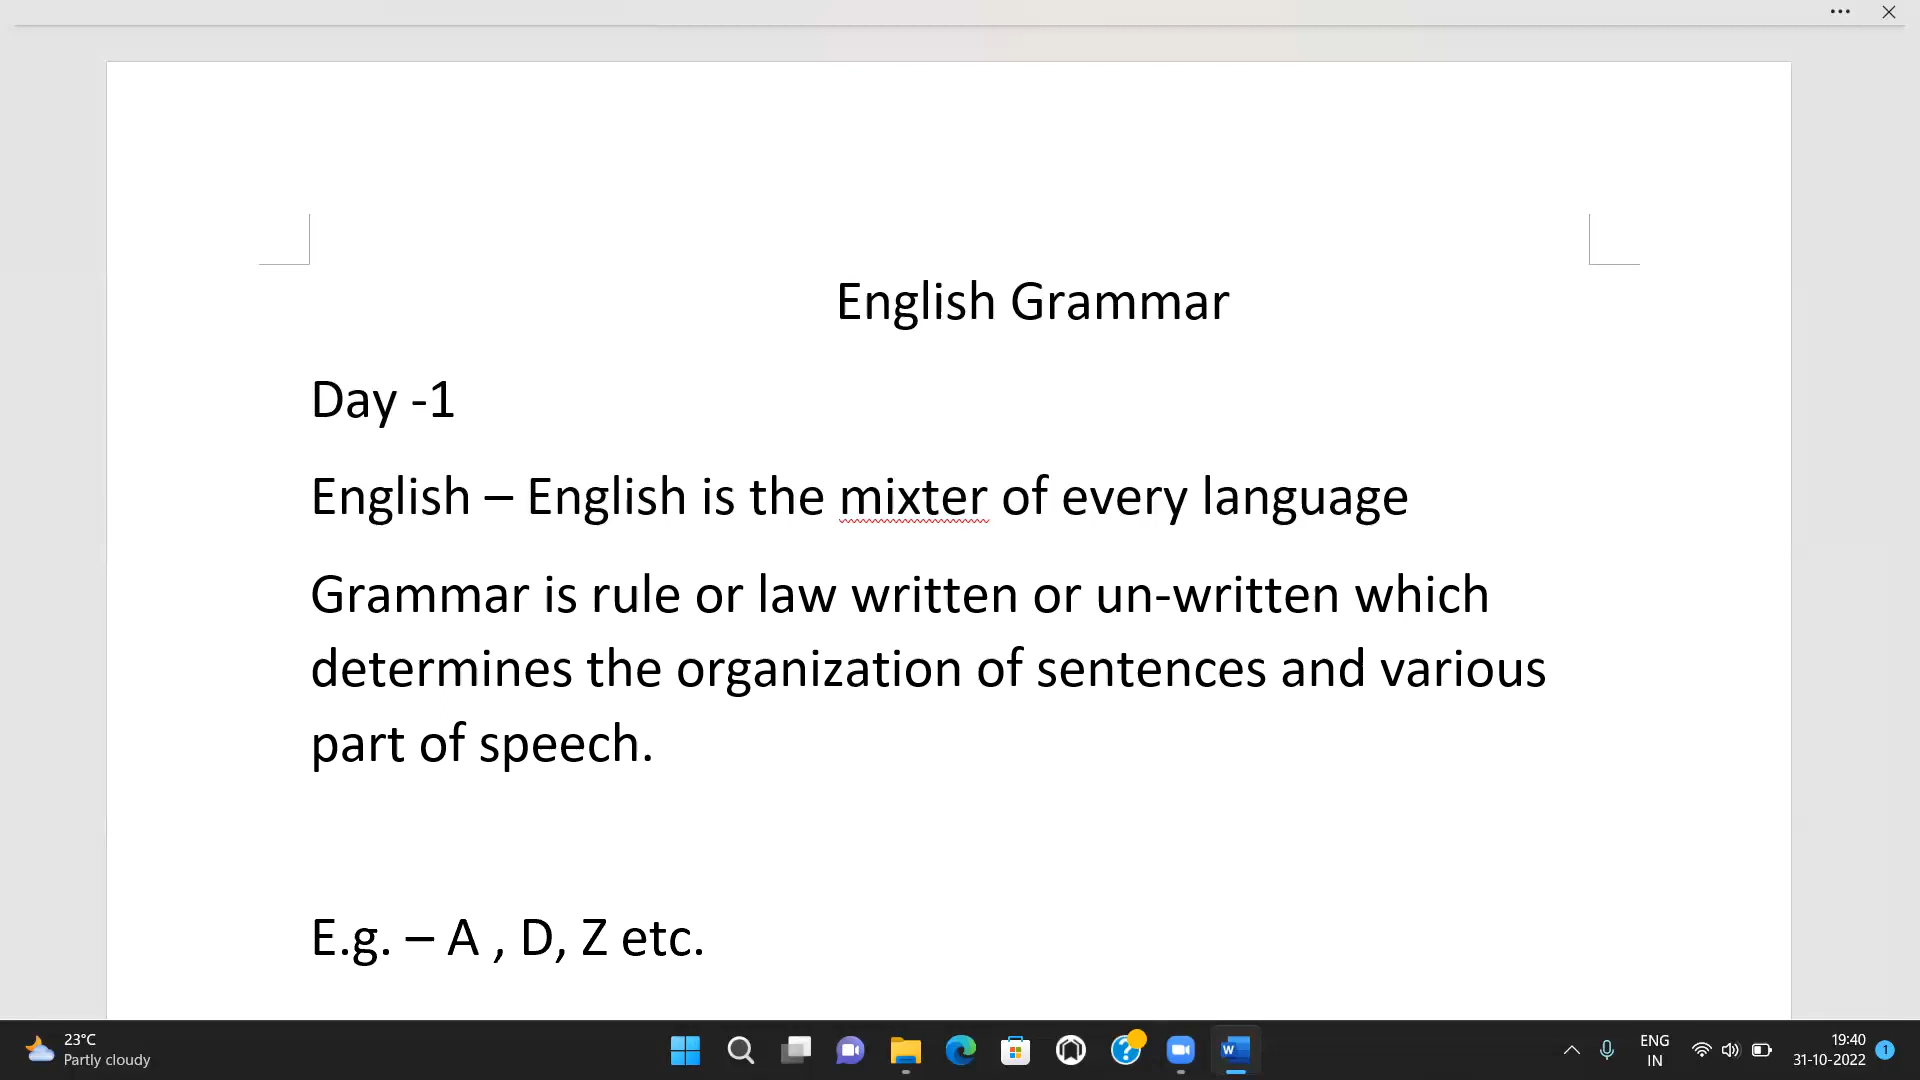 English Grammar
Day -1
English – English is the mixter of every language
Grammar is rule or law written or un-written which
determines the organization of sentences and various
part of speech.
E.g. – A , D, Z etc.
23°C
Partly cloudy
ENG
IN
19:40
31-10-2022
1